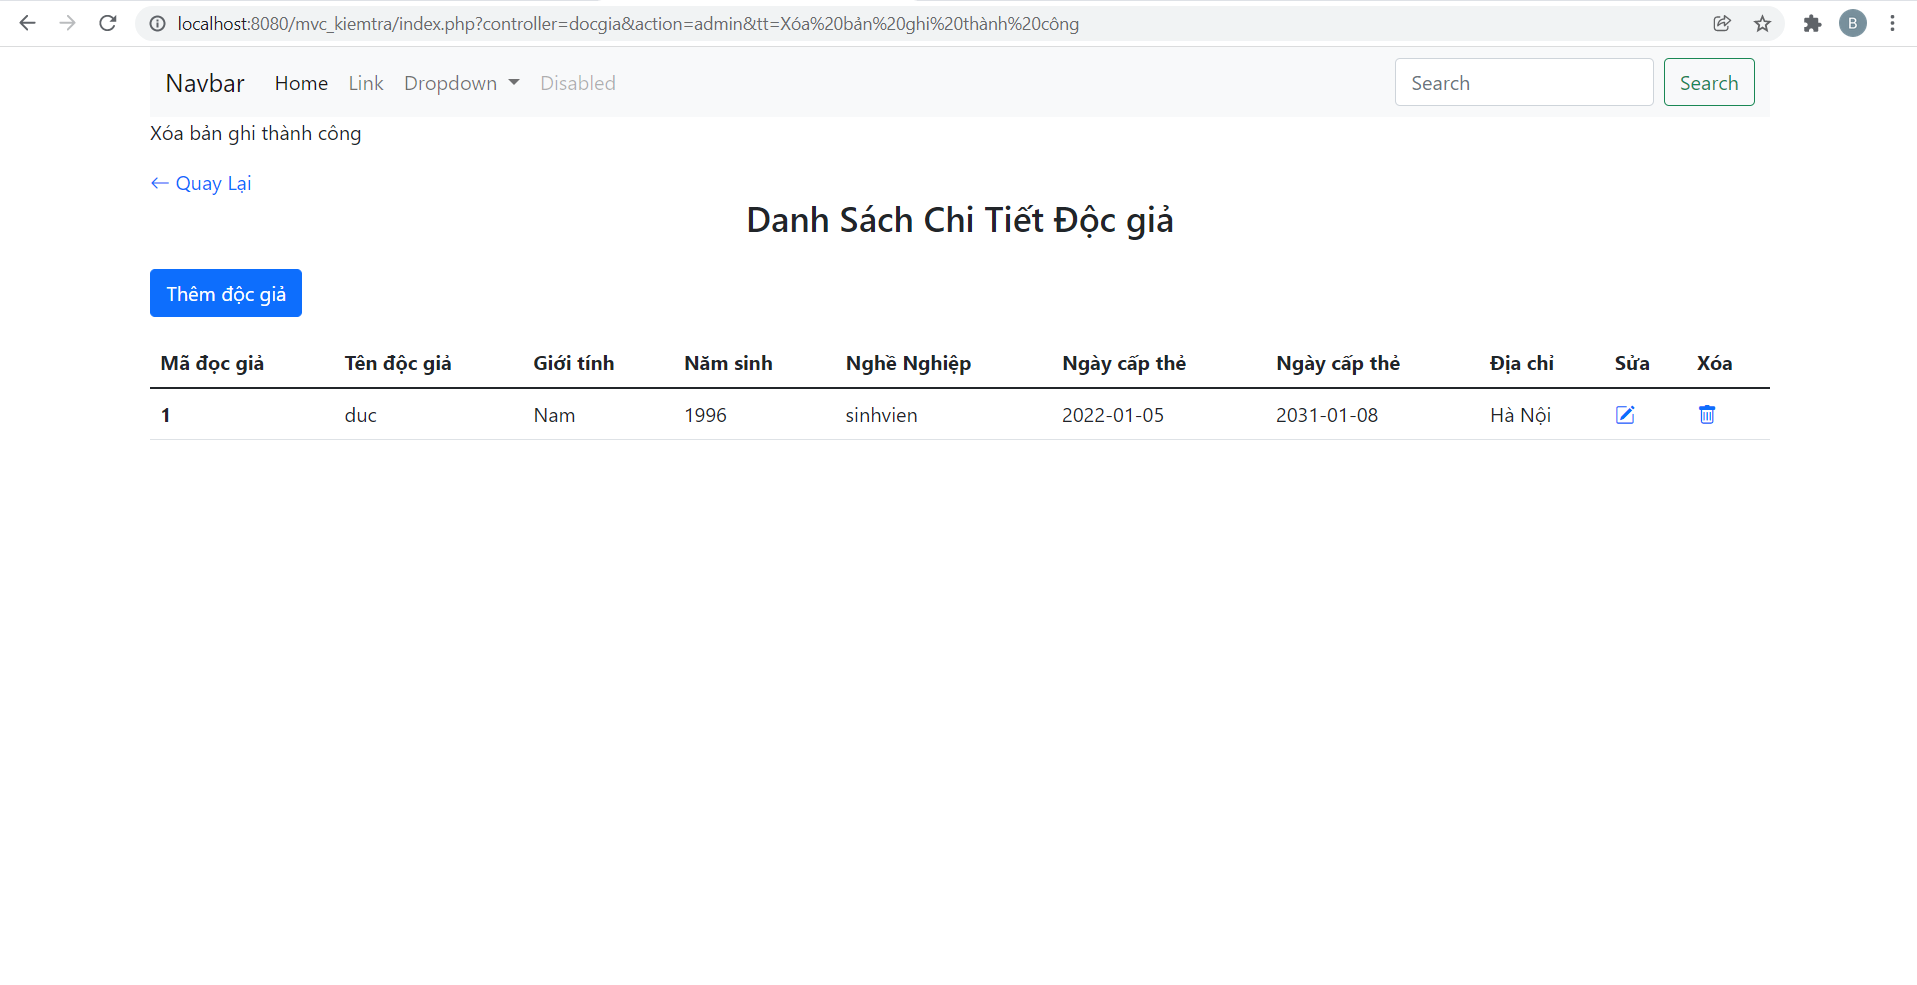 localhost:8080/mvc_kiemtra/index.php?controller=docgia&action=admin&tt=Xóa%20bản%20ghi%20thành%20công
B
Navbar Home Link Dropdown Disabled Search Search
Xóa bản ghi thành công
← Quay Lại
Danh Sách Chi Tiết Độc giả
Thêm độc giả
Mã đọc giả Tên độc giả Giới tính Năm sinh Nghề Nghiệp Ngày cấp thẻ Ngày cấp thẻ Địa chỉ Sửa Xóa
1 duc Nam 1996 sinhvien 2022-01-05 2031-01-08 Hà Nội